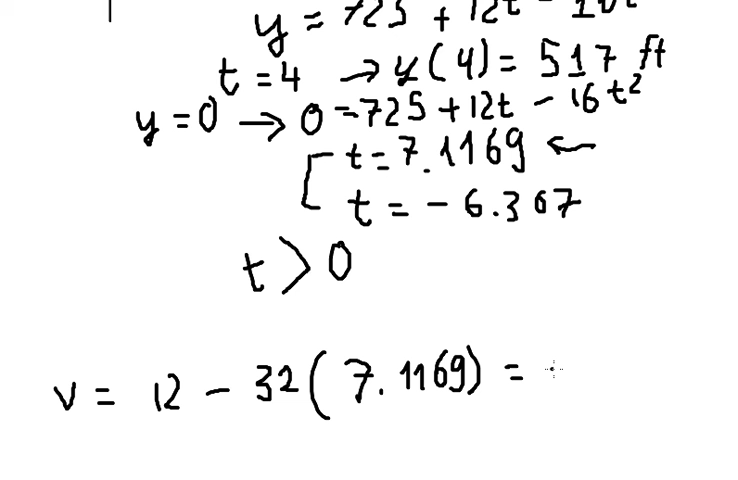 y = 725 + 12t - 16t²
t = 4 → y(4) = 517 ft
y = 0 → 0 = 725 + 12t - 16t²
t = 7.1169 ←
t = - 6.367
t > 0
v = 12 - 32(7.1169) =